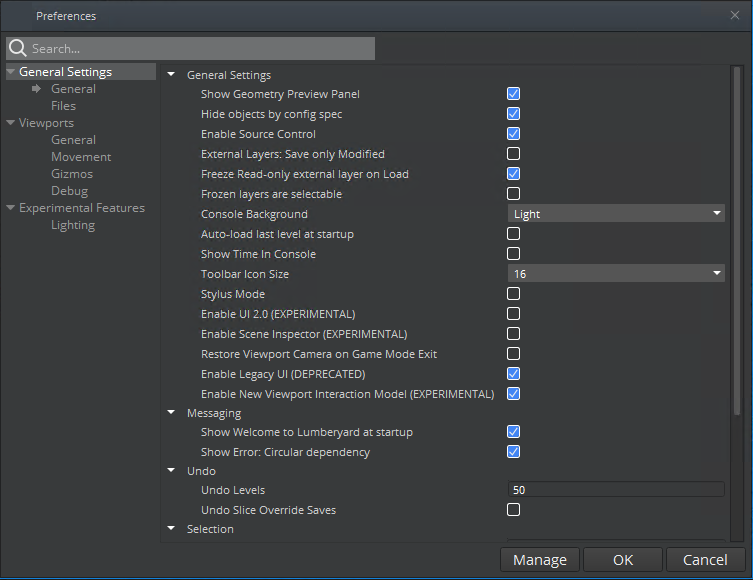 Preferences
Search...
General Settings
General
Files
Viewports
General
Movement
Gizmos
Debug
Experimental Features
Lighting
General Settings
Show Geometry Preview Panel
Hide objects by config spec
Enable Source Control
External Layers: Save only Modified
Freeze Read-only external layer on Load
Frozen layers are selectable
Console Background Light
Auto-load last level at startup
Show Time In Console
Toolbar Icon Size 16
Stylus Mode
Enable UI 2.0 (EXPERIMENTAL)
Enable Scene Inspector (EXPERIMENTAL)
Restore Viewport Camera on Game Mode Exit
Enable Legacy UI (DEPRECATED)
Enable New Viewport Interaction Model (EXPERIMENTAL)
Messaging
Show Welcome to Lumberyard at startup
Show Error: Circular dependency
Undo
Undo Levels 50
Undo Slice Override Saves
Selection
Manage OK Cancel